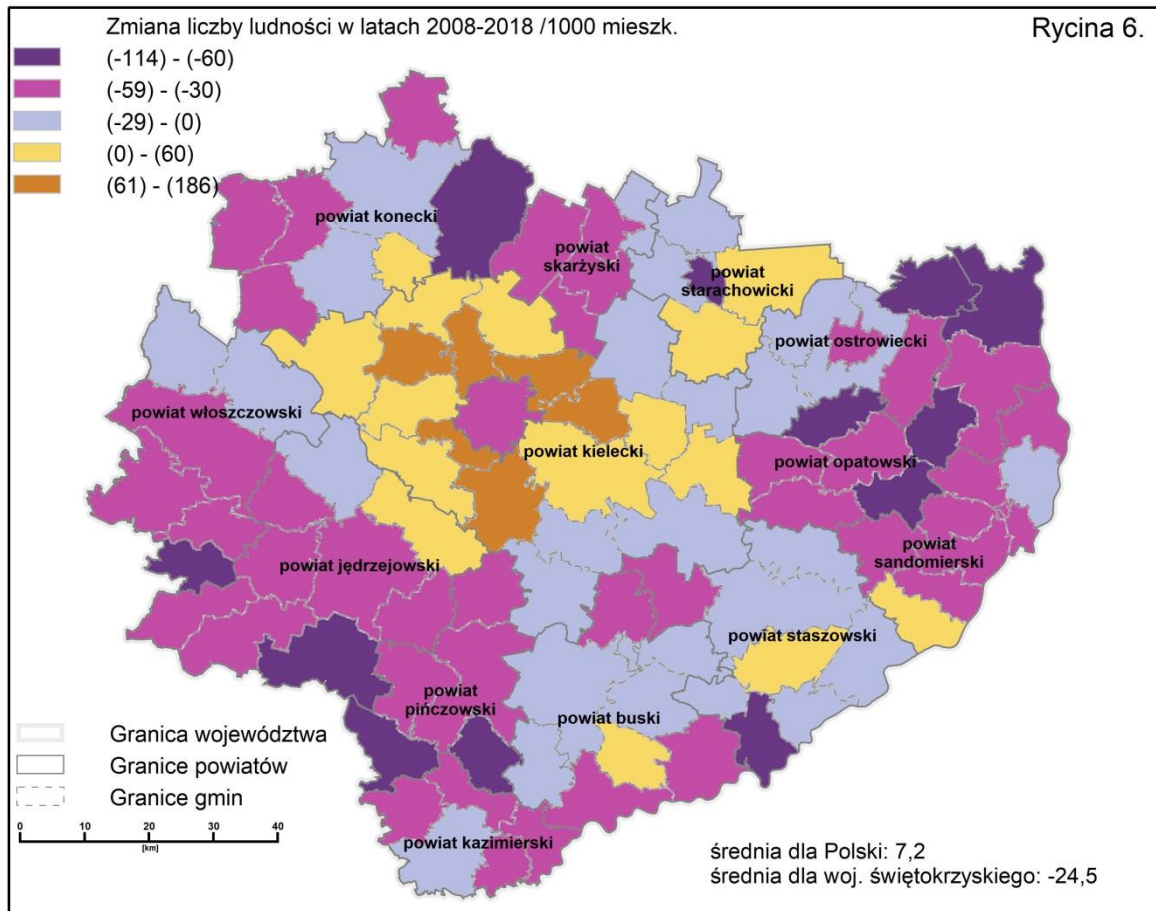 Zmiana liczby ludności w latach 2008-2018 /1000 mieszk.
Rycina 6.
(-114) - (-60)
(-59) - (-30)
(-29) - (0)
(0) - (60)
(61) - (186)
powiat konecki
powiat
skarżyski
powiat
starachowicki
powiat ostrowiecki
powiat włoszczowski
powiat kielecki
powiat opatowski
powiat jędrzejowski
powiat
sandomierski
powiat staszowski
powiat
pińczowski
powiat buski
powiat kazimierski
Granica województwa
Granice powiatów
Granice gmin
0 10 20 30 40
[km]
średnia dla Polski: 7,2
średnia dla woj. świętokrzyskiego: -24,5